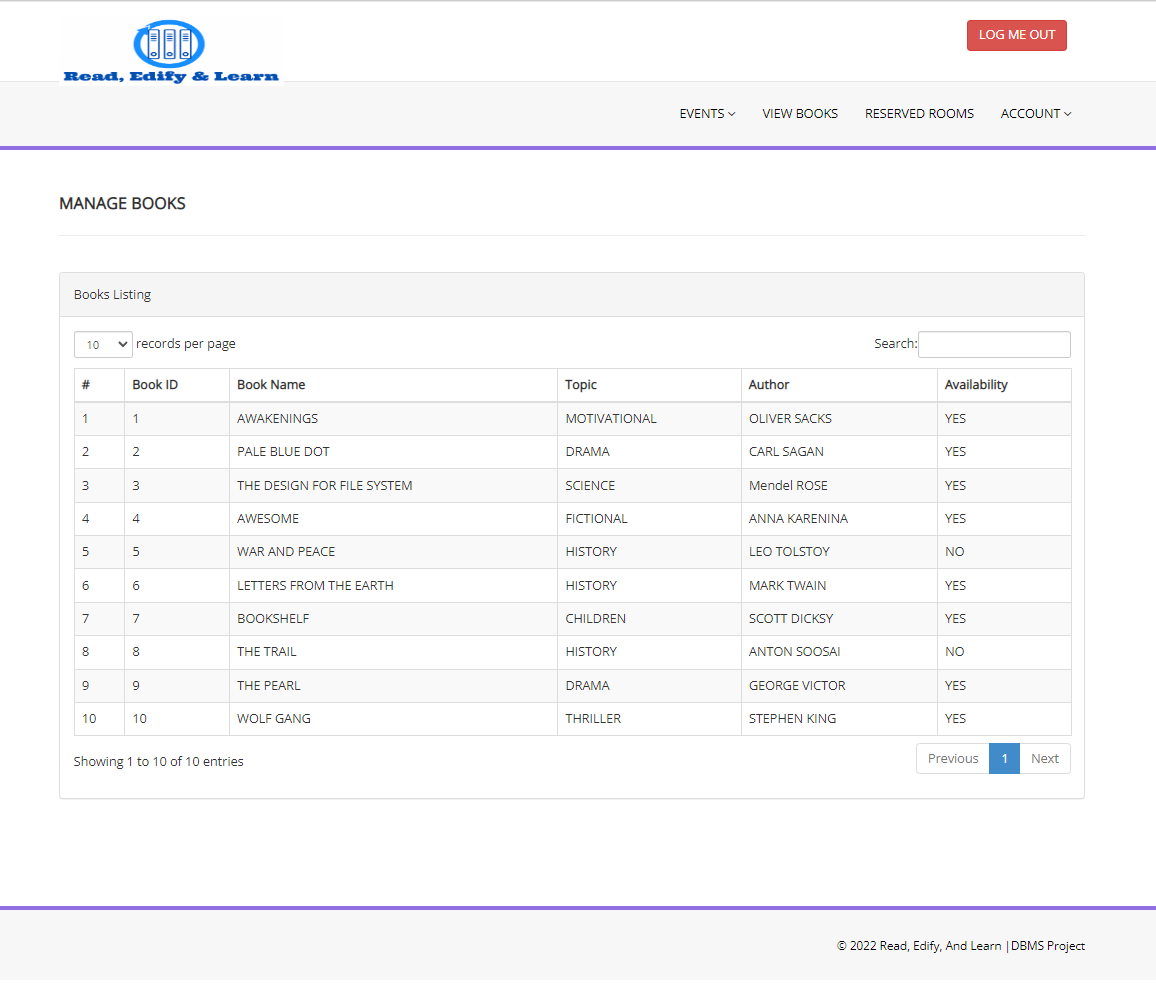 Read, Edify & Learn
LOG ME OUT
EVENTS VIEW BOOKS RESERVED ROOMS ACCOUNT
MANAGE BOOKS
Books Listing
10 records per page Search:
# Book ID Book Name Topic Author Availability
1 1 AWAKENINGS MOTIVATIONAL OLIVER SACKS YES
2 2 PALE BLUE DOT DRAMA CARL SAGAN YES
3 3 THE DESIGN FOR FILE SYSTEM SCIENCE Mendel ROSE YES
4 4 AWESOME FICTIONAL ANNA KARENINA YES
5 5 WAR AND PEACE HISTORY LEO TOLSTOY NO
6 6 LETTERS FROM THE EARTH HISTORY MARK TWAIN YES
7 7 BOOKSHELF CHILDREN SCOTT DICKSY YES
8 8 THE TRAIL HISTORY ANTON SOOSAI NO
9 9 THE PEARL DRAMA GEORGE VICTOR YES
10 10 WOLF GANG THRILLER STEPHEN KING YES
Showing 1 to 10 of 10 entries Previous 1 Next
© 2022 Read, Edify, And Learn |DBMS Project